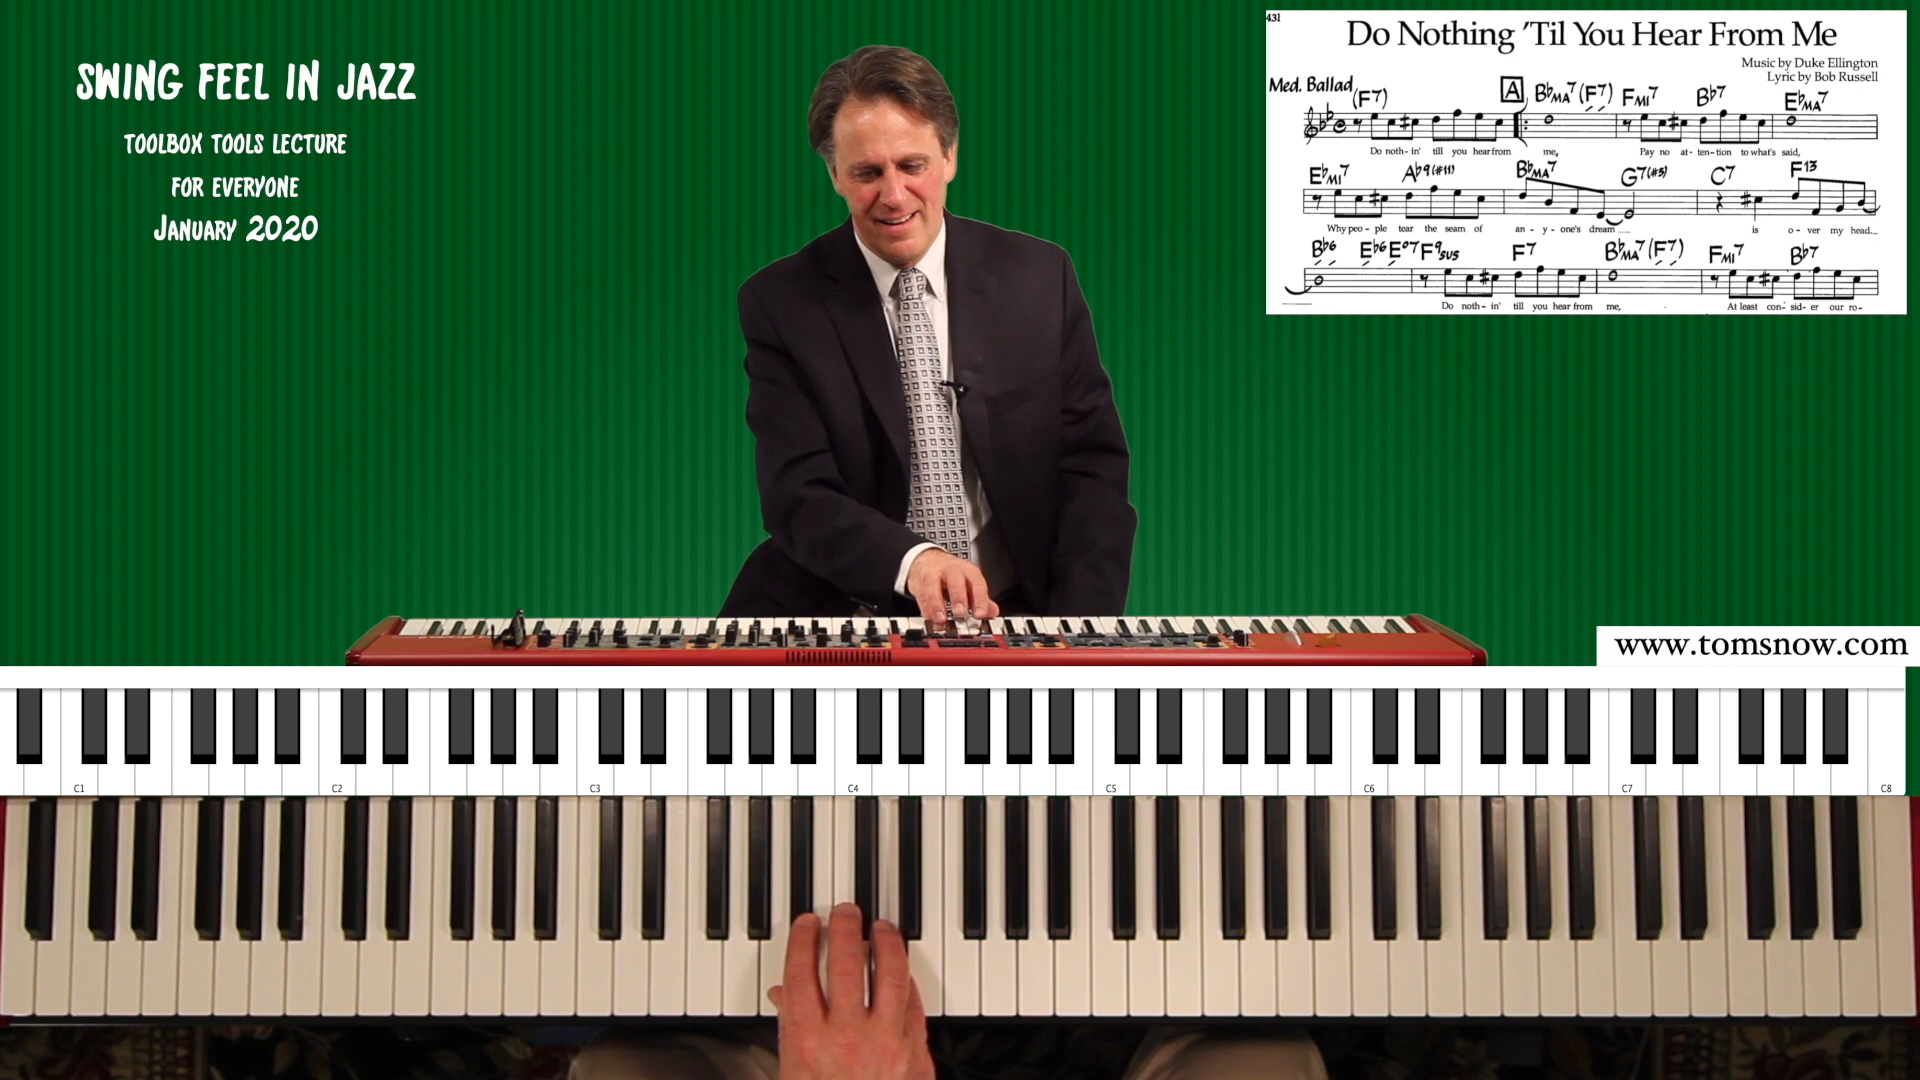 SWING FEEL IN JAZZ
TOOLBOX TOOLS LECTURE
FOR EVERYONE
JANUARY 2020
431
Do Nothing 'Til You Hear From Me
Music by Duke Ellington
Lyric by Bob Russell
Med. Ballad
(F7) A B♭MA7 (F7) FMI7 B♭7 E♭MA7
Do noth-in' till you hear from me, Pay no at-ten-tion to what's said,
E♭MI7 A♭9(#11) B♭MA7 G7(#5) C7 F13
Why peo-ple tear the seam of an-y-one's dream is o-ver my head...
B♭6 E♭6 E°7 F9sus F7 B♭MA7 (F7) FMI7 B♭7
Do noth-in' till you hear from me, At least con-sid-er our ro-
www.tomsnow.com
C1 C2 C3 C4 C5 C6 C7 C8